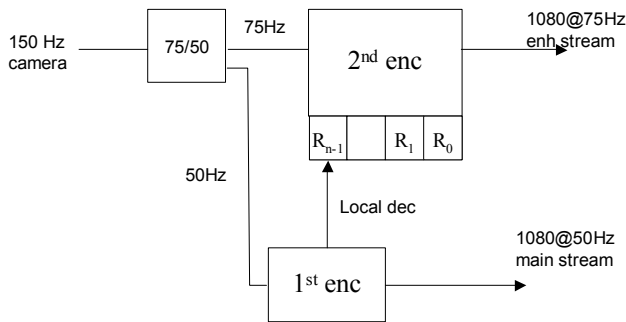 150 Hz
camera
75/50
75Hz
2nd enc
1080@75Hz
enh stream
Rn-1
R1
R0
50Hz
Local dec
1st enc
1080@50Hz
main stream